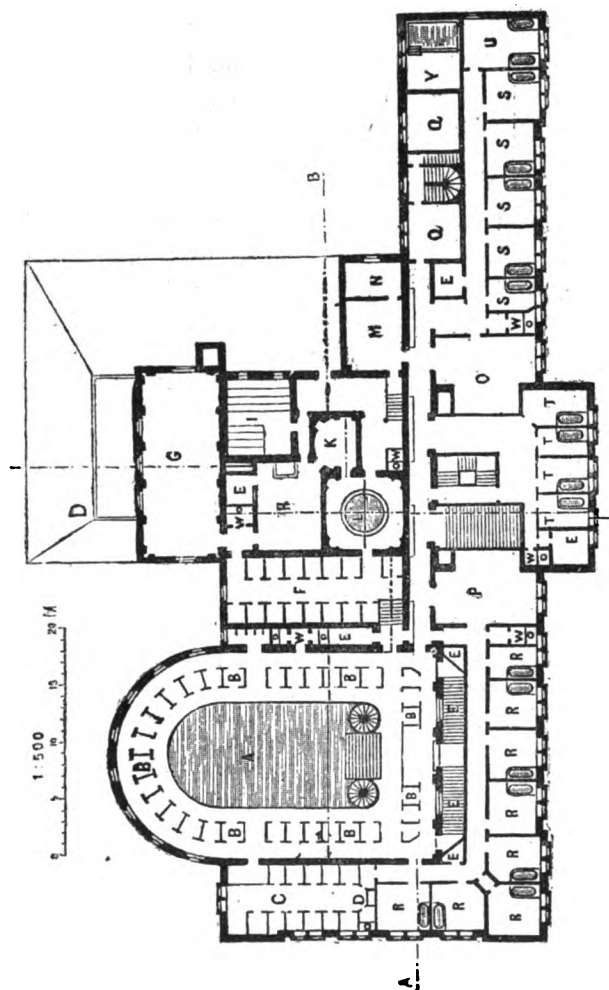 1:500
0 5 10 15 20 M
D
B
B B
G
B B
C F W E I
A H
W E
D K
B B L B
E
B B M N
R W
A
E E E E
R E Q Q V
R P O
R R R R R W W S S S S S U
E T T T T